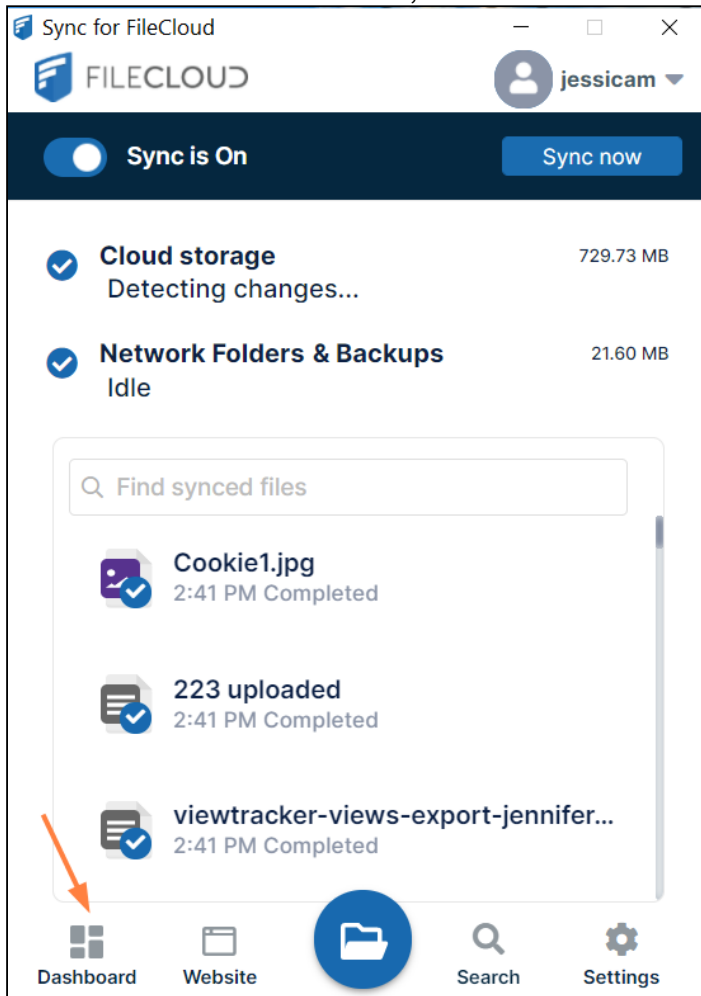 Sync for FileCloud
FILECLOUD
jessicam
Sync is On
Sync now
Cloud storage
729.73 MB
Detecting changes...
Network Folders & Backups
21.60 MB
Idle
Find synced files
Cookie1.jpg
2:41 PM Completed
223 uploaded
2:41 PM Completed
viewtracker-views-export-jennifer...
2:41 PM Completed
Dashboard
Website
Search
Settings